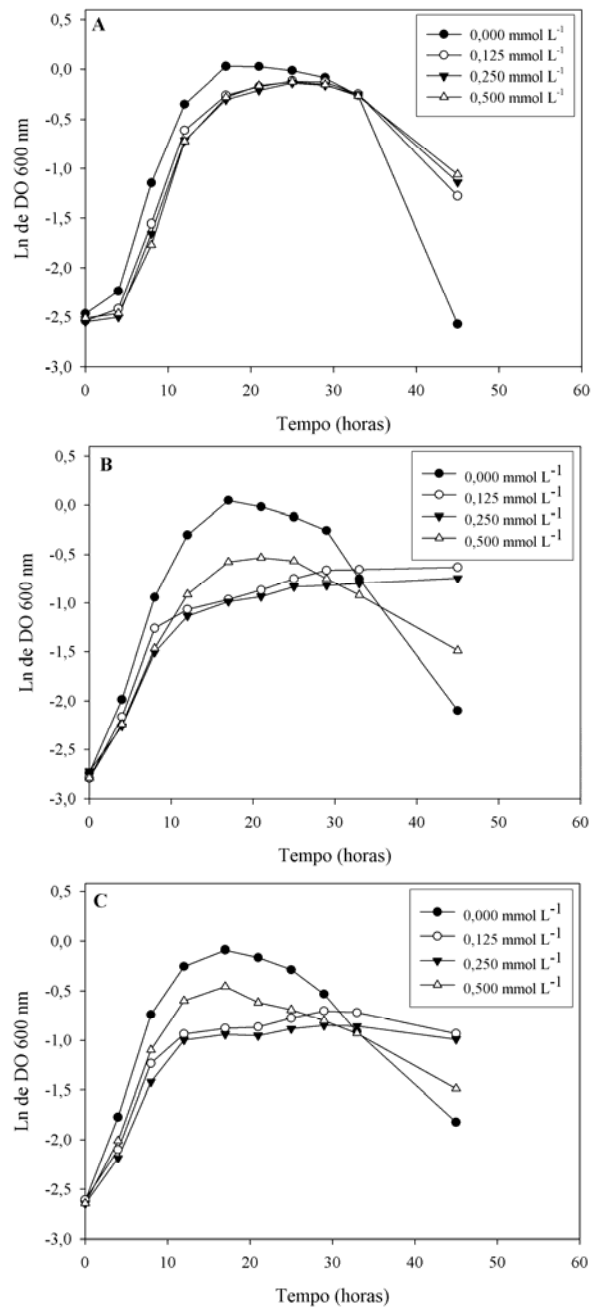 A
0,000 mmol L-1
0,125 mmol L-1
0,250 mmol L-1
0,500 mmol L-1
0,5
0,0
-0,5
-1,0
-1,5
-2,0
-2,5
-3,0
Ln de DO 600 nm
0 10 20 30 40 50 60
Tempo (horas)
B
0,000 mmol L-1
0,125 mmol L-1
0,250 mmol L-1
0,500 mmol L-1
0,5
0,0
-0,5
-1,0
-1,5
-2,0
-2,5
-3,0
Ln de DO 600 nm
0 10 20 30 40 50 60
Tempo (horas)
C
0,000 mmol L-1
0,125 mmol L-1
0,250 mmol L-1
0,500 mmol L-1
0,5
0,0
-0,5
-1,0
-1,5
-2,0
-2,5
-3,0
Ln de DO 600 nm
0 10 20 30 40 50 60
Tempo (horas)